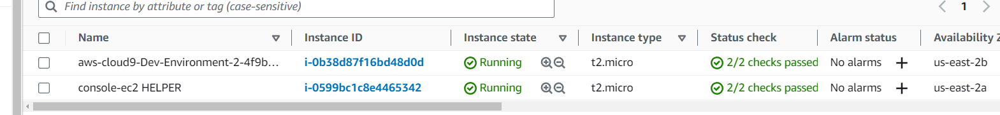 Find instance by attribute or tag (case-sensitive)
1
Name Instance ID Instance state Instance type Status check Alarm status Availability Z
aws-cloud9-Dev-Environment-2-4f9b... i-0b38d87f16bd48d0d Running t2.micro 2/2 checks passed No alarms + us-east-2b
console-ec2 HELPER i-0599bc1c8e4465342 Running t2.micro 2/2 checks passed No alarms + us-east-2a